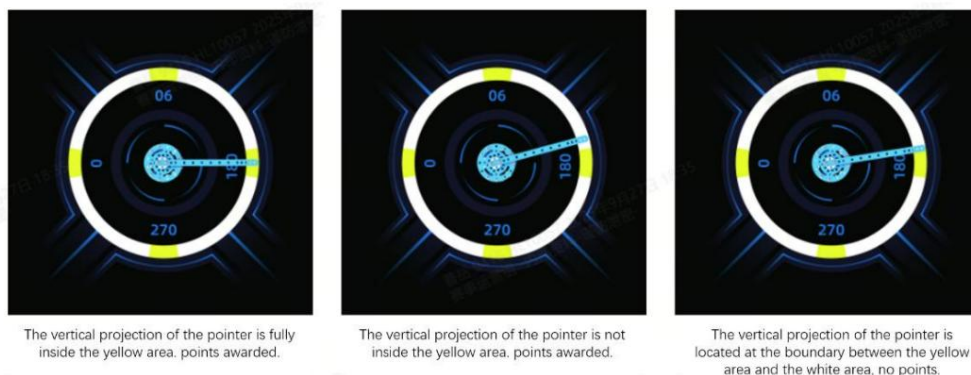 06
0
180
270
06
0
180
270
06
0
180
270
The vertical projection of the pointer is fully
inside the yellow area. points awarded.
The vertical projection of the pointer is not
inside the yellow area. points awarded.
The vertical projection of the pointer is
located at the boundary between the yellow
area and the white area, no points.